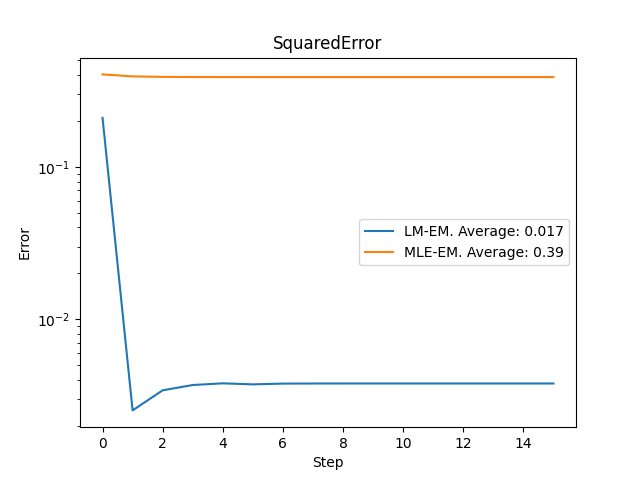 SquaredError
Error
10⁻¹
10⁻²
LM-EM. Average: 0.017
MLE-EM. Average: 0.39
0 2 4 6 8 10 12 14
Step